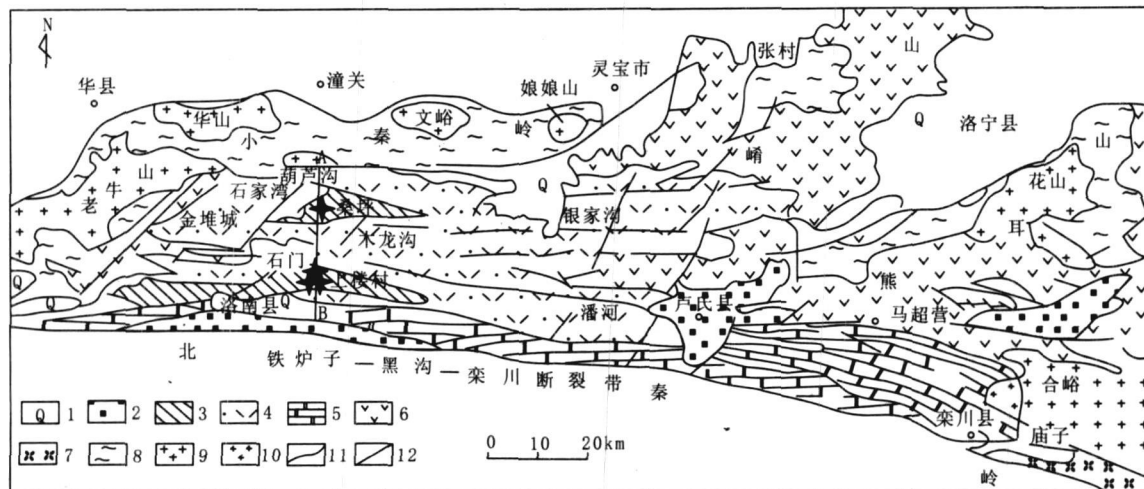 N
华县
潼关
灵宝市
张村
山
娘娘山
华山
小
秦
文峪
岭
Q
洛宁县
崤
山
A
葫芦沟
老
牛
山
石家湾
桑坪
Q
银家沟
花山
耳
金堆城
木龙沟
石门
上楼村
熊
Q
Q
洛南县
Q
B
潘河
卢氏县
马超营
北
铁炉子—黑沟—栾川断裂带
秦
合峪
栾川县
庙子
岭
Q 1 2 3 4 5 6
7 8 9 10 11 12
0 10 20km